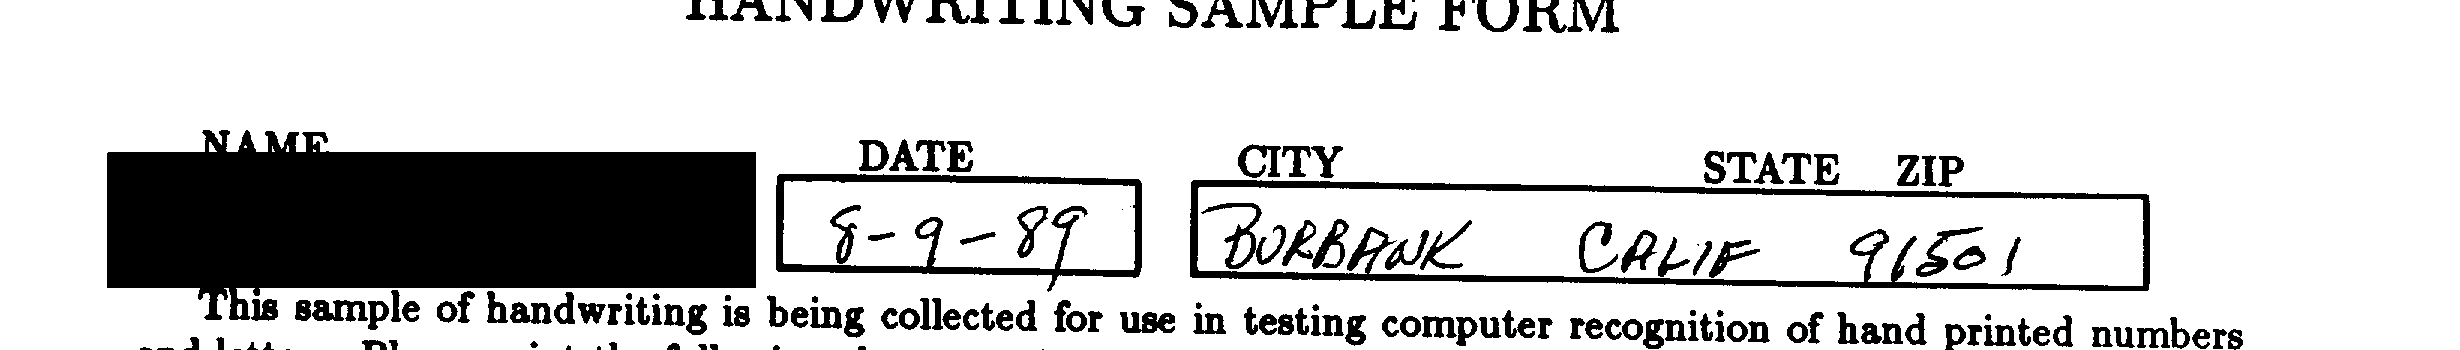 HANDWRITING SAMPLE FORM
NAME DATE CITY STATE ZIP
8-9-89 BURBANK CALIF 91501
This sample of handwriting is being collected for use in testing computer recognition of hand printed numbers